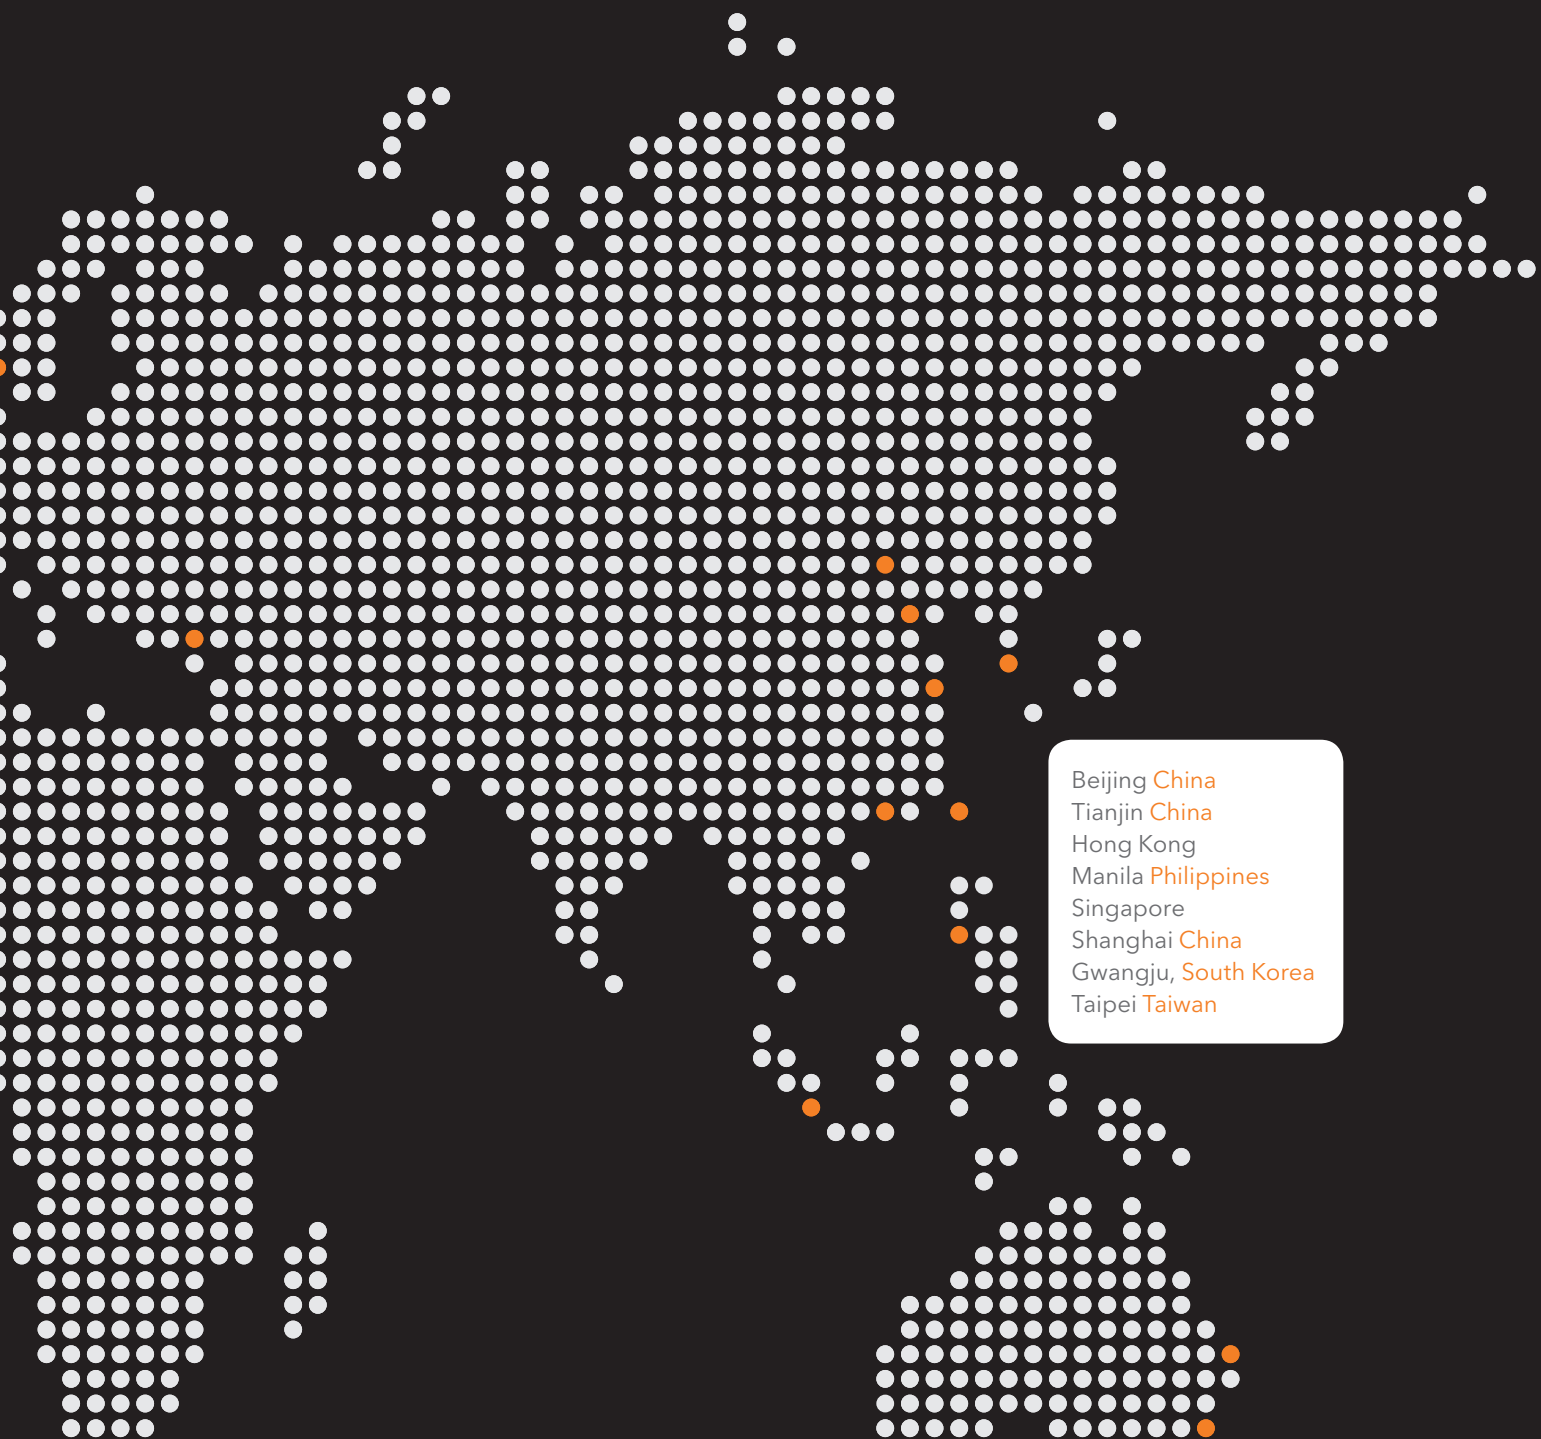 Beijing China
Tianjin China
Hong Kong
Manila Philippines
Singapore
Shanghai China
Gwangju, South Korea
Taipei Taiwan